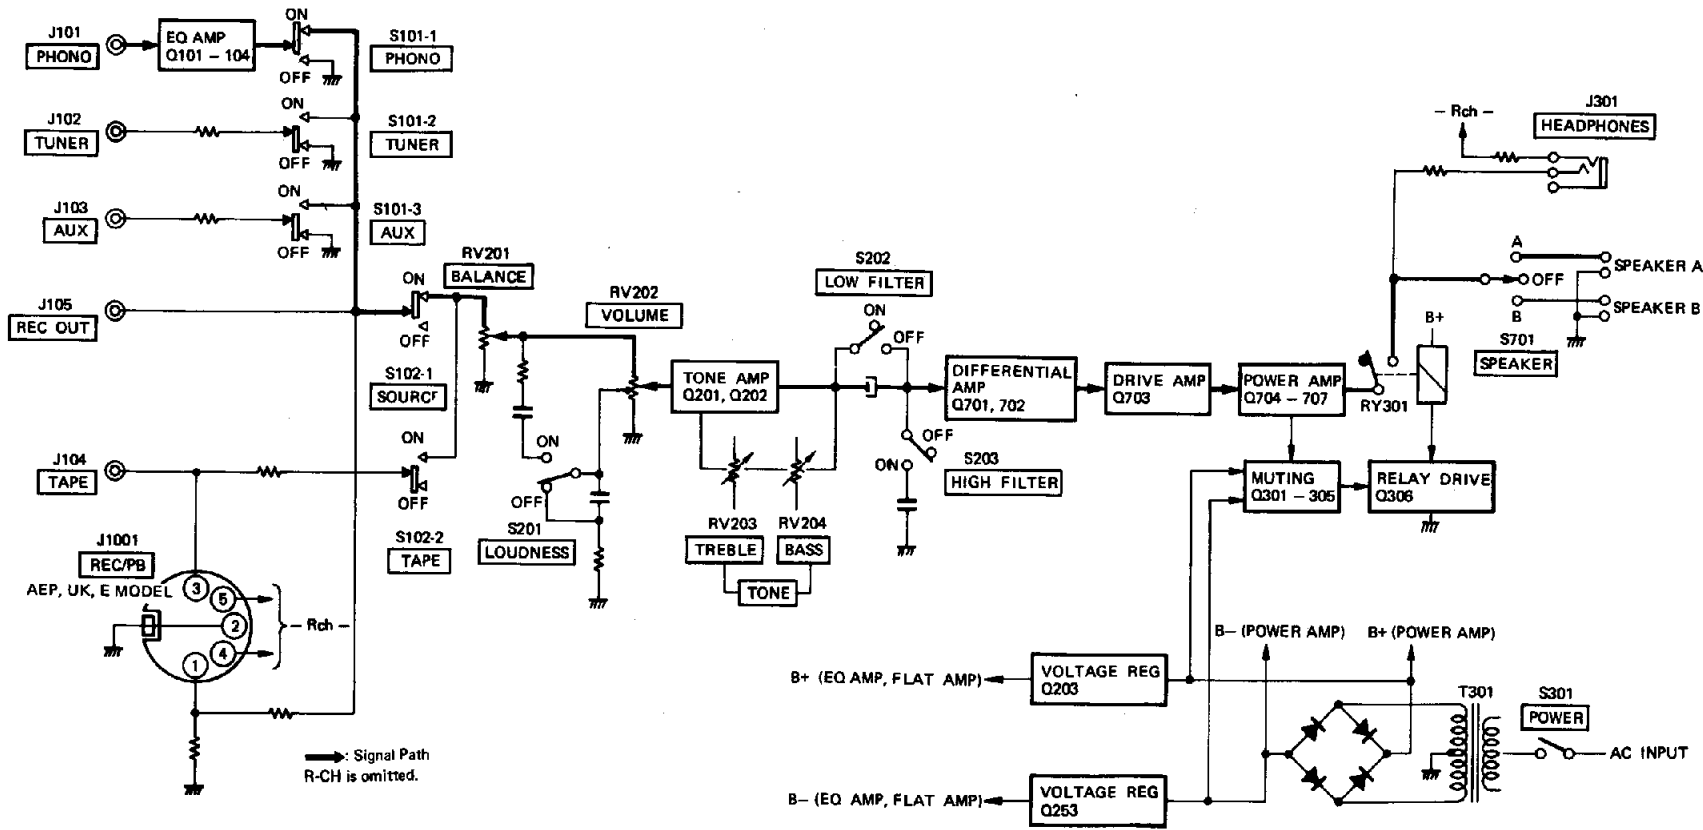 J101
PHONO
EQ AMP
Q101 – 104
ON
OFF
S101-1
PHONO
J102
TUNER
ON
OFF
S101-2
TUNER
J103
AUX
ON
OFF
S101-3
AUX
J105
REC OUT
ON
OFF
S102-1
SOURCE
RV201
BALANCE
RV202
VOLUME
J104
TAPE
ON
OFF
S102-2
TAPE
ON
OFF
S201
LOUDNESS
TONE AMP
Q201, Q202
RV203
TREBLE
RV204
BASS
TONE
S202
LOW FILTER
ON
OFF
OFF
ON
S203
HIGH FILTER
DIFFERENTIAL
AMP
Q701, 702
DRIVE AMP
Q703
POWER AMP
Q704 – 707
RY301
B+
– Rch –
J301
HEADPHONES
A
OFF
B
SPEAKER A
SPEAKER B
S701
SPEAKER
MUTING
Q301 – 305
RELAY DRIVE
Q306
J1001
REC/PB
AEP, UK, E MODEL
3
5
2
4
1
– Rch –
: Signal Path
R-CH is omitted.
B– (POWER AMP)
B+ (POWER AMP)
B+ (EQ AMP, FLAT AMP)
VOLTAGE REG
Q203
B– (EQ AMP, FLAT AMP)
VOLTAGE REG
Q253
T301
S301
POWER
AC INPUT